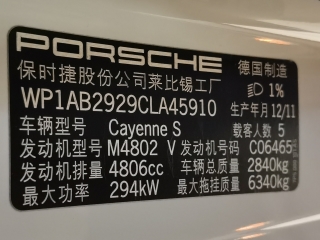 PORSCHE 德国制造
保时捷股份公司莱比锡工厂 1%
WP1AB2929CLA45910 生产年月 12/11
车辆型号 Cayenne S 载客人数 5
发动机型号 M4802 V 发动机号码 C06465
发动机排量 4806cc 车辆总质量 2840kg
最大功率 294kW 最大拖挂质量 6340kg